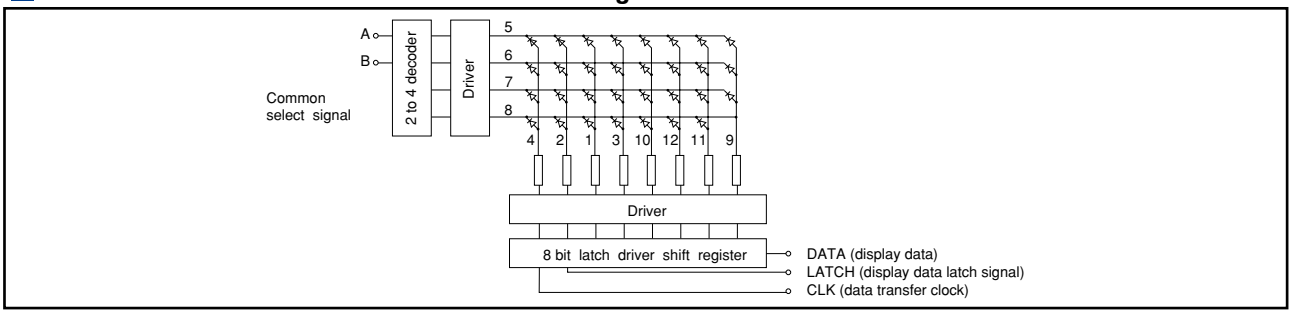 A
B
Common
select signal
2 to 4 decoder
Driver
5
6
7
8
4 2 1 3 10 12 11 9
Driver
8 bit latch driver shift register
DATA (display data)
LATCH (display data latch signal)
CLK (data transfer clock)